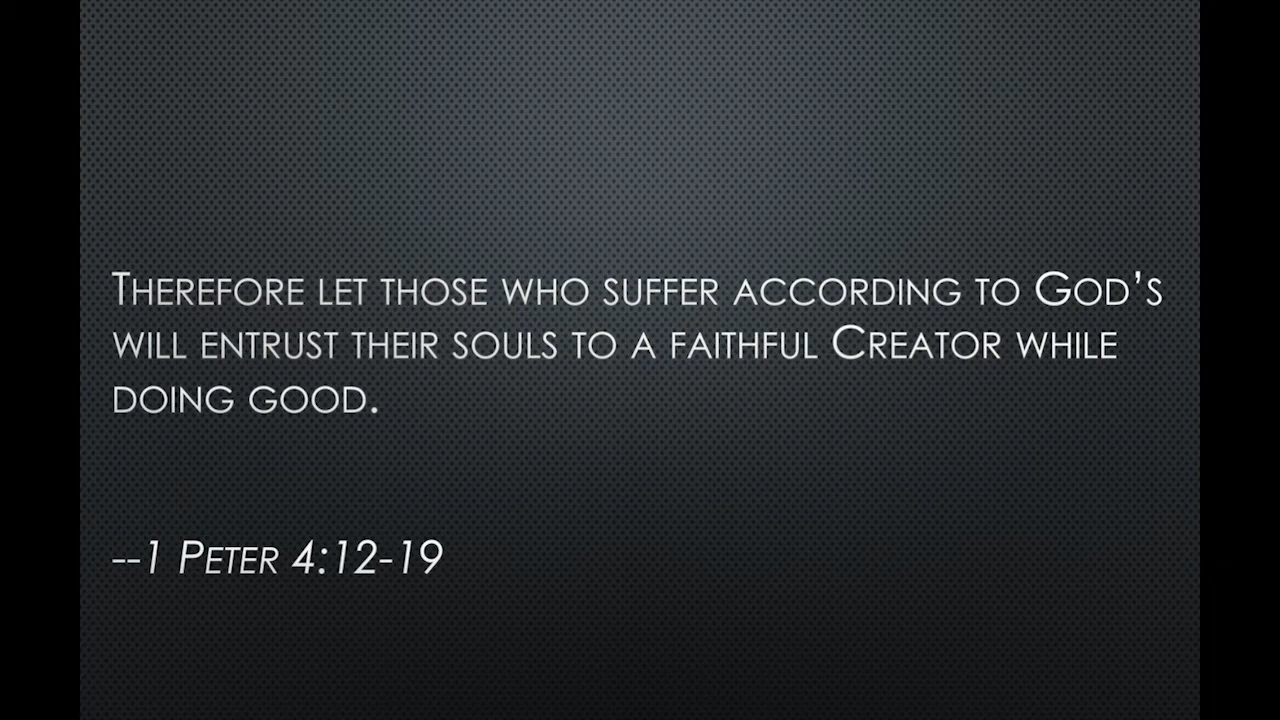 Therefore let those who suffer according to God’s
will entrust their souls to a faithful Creator while
doing good.
--1 Peter 4:12-19